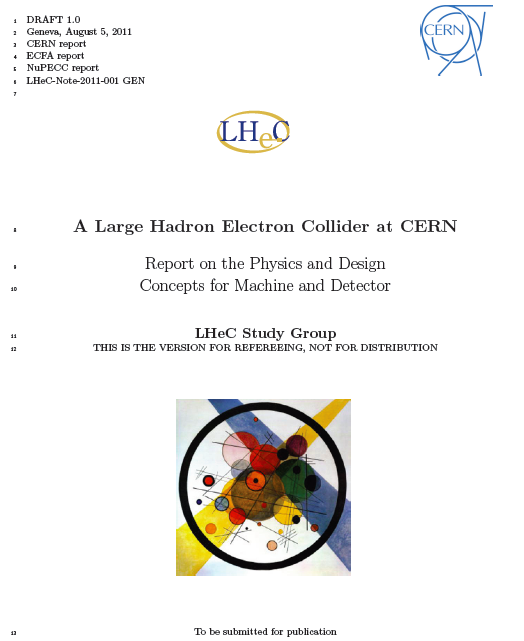 1 DRAFT 1.0
2 Geneva, August 5, 2011
3 CERN report
4 ECFA report
5 NuPECC report
6 LHeC-Note-2011-001 GEN
7
CERN
LHeC
8 A Large Hadron Electron Collider at CERN
9 Report on the Physics and Design
10 Concepts for Machine and Detector
11 LHeC Study Group
12 THIS IS THE VERSION FOR REFEREEING, NOT FOR DISTRIBUTION
13 To be submitted for publication